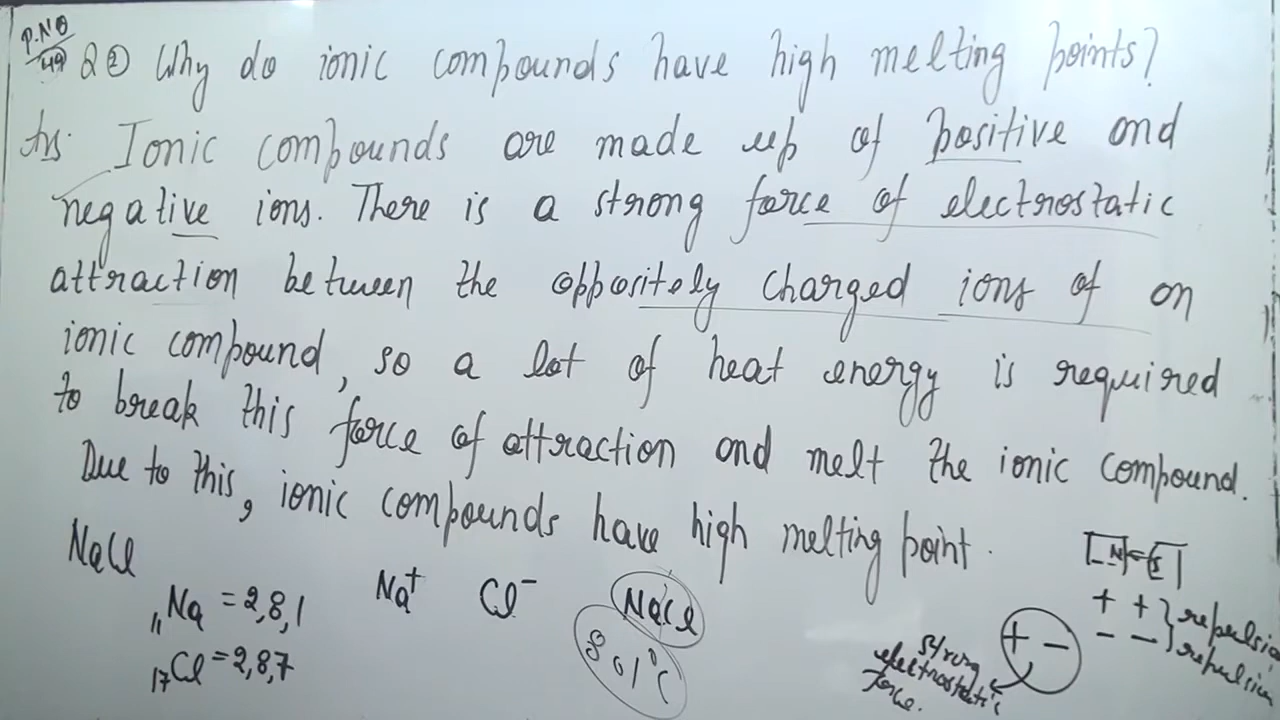 P.NO
49
2② Why do ionic compounds have high melting points?
Ans: Ionic compounds are made up of positive and
negative ions. There is a strong force of electrostatic
attraction between the oppositely charged ions of an
ionic compound, so a lot of heat energy is required
to break this force of attraction and melt the ionic compound.
Due to this, ionic compounds have high melting point.
NaCl
₁₁Na = 2,8,1
₁₇Cl = 2,8,7
Na⁺ Cl⁻ NaCl
801°C
N S
+ + } repulsion
- - } repulsion
+ -
strong
electrostatic
force.